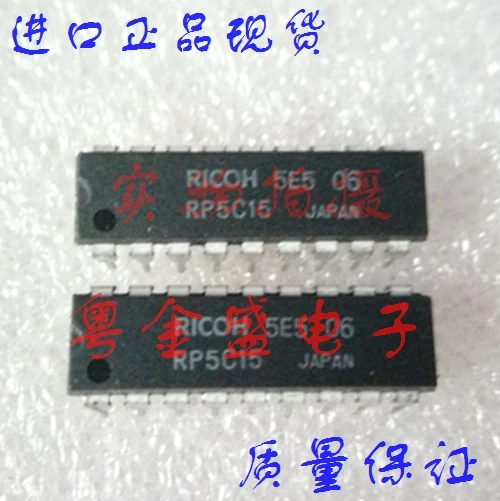 进口正品现货
RICOH 5E5 06
实物拍摄
RP5C15 JAPAN
RICOH 5E5 06
粤金盛电子
RP5C15 JAPAN
质量保证